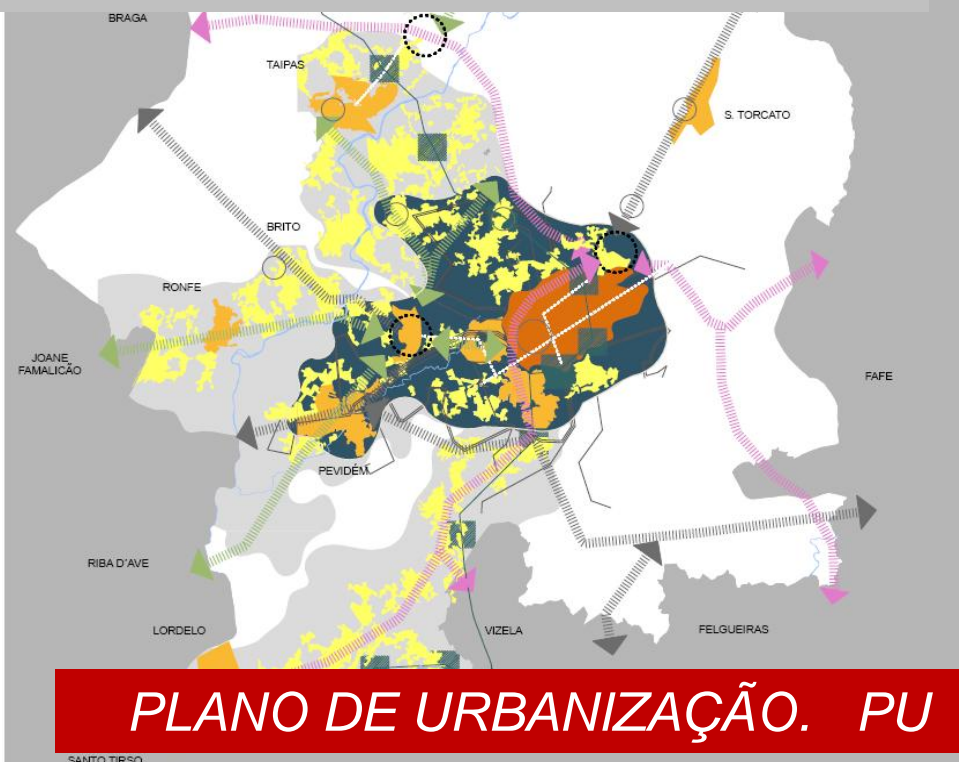 BRAGA
TAIPAS
S. TORCATO
BRITO
RONFE
JOANE
FAMALICÃO
FAFE
PEVIDÉM
RIBA D'AVE
LORDELO
VIZELA
FELGUEIRAS
PLANO DE URBANIZAÇÃO. PU
SANTO TIRSO